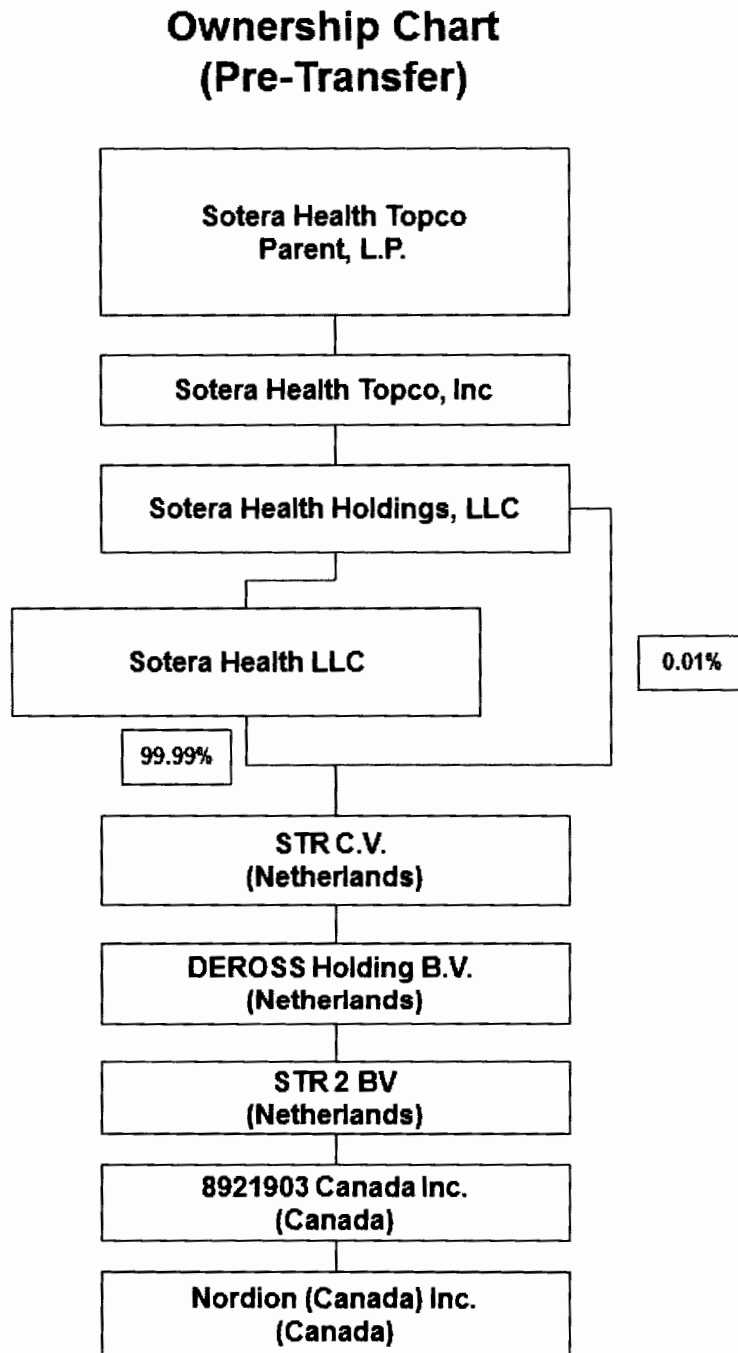 Ownership Chart
(Pre-Transfer)
Sotera Health Topco
Parent, L.P.
Sotera Health Topco, Inc
Sotera Health Holdings, LLC
Sotera Health LLC
0.01%
99.99%
STR C.V.
(Netherlands)
DEROSS Holding B.V.
(Netherlands)
STR 2 BV
(Netherlands)
8921903 Canada Inc.
(Canada)
Nordion (Canada) Inc.
(Canada)